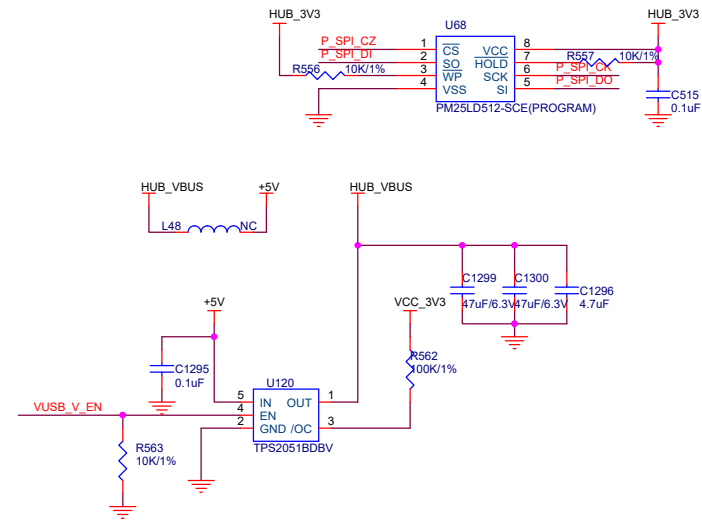 HUB_3V3
U68
HUB_3V3
P_SPI_CZ
1
CS
VCC
8
P_SPI_DI
2
SO
HOLD
7
R557
10K/1%
R556
10K/1%
3
WP
SCK
6
P_SPI_CK
4
VSS
SI
5
P_SPI_DO
PM25LD512-SCE(PROGRAM)
C515
0.1uF
HUB_VBUS
+5V
HUB_VBUS
L48
NC
C1299
47uF/6.3V
C1300
47uF/6.3V
C1296
4.7uF
+5V
VCC_3V3
R562
100K/1%
C1295
0.1uF
U120
5
IN
OUT
1
VUSB_V_EN
4
EN
2
GND
/OC
3
TPS2051BDBV
R563
10K/1%